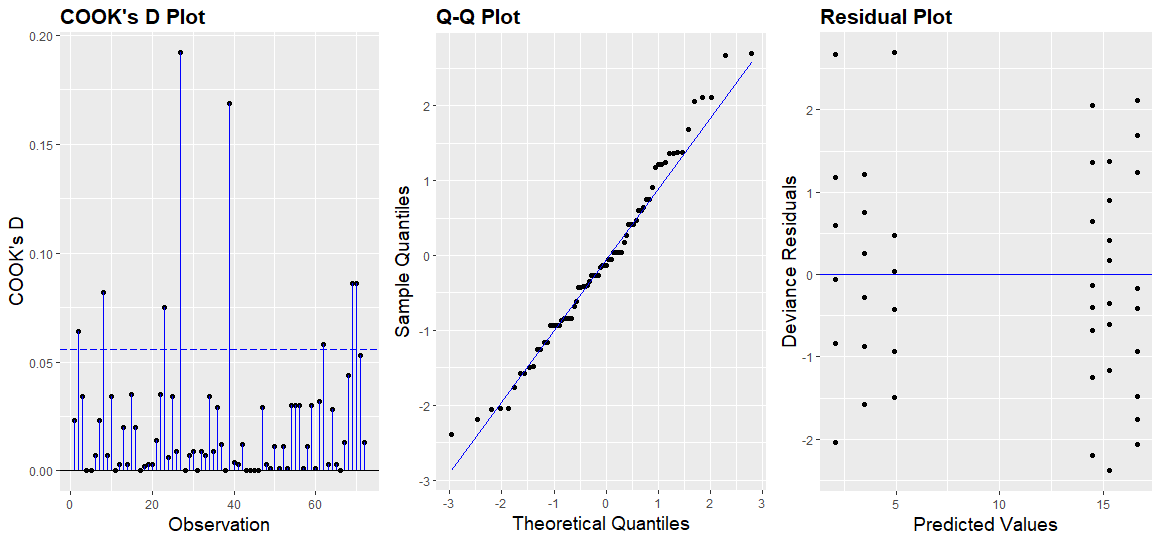 COOK's D Plot
0.20
0.15
0.10
0.05
0.00
COOK's D
0 20 40 60
Observation
Q-Q Plot
2
1
0
-1
-2
-3
Sample Quantiles
-3 -2 -1 0 1 2 3
Theoretical Quantiles
Residual Plot
2
1
0
-1
-2
Deviance Residuals
5 10 15
Predicted Values